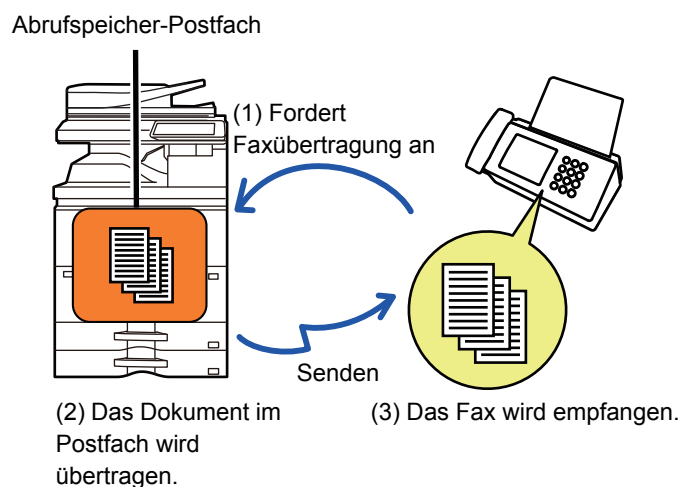 Abrufspeicher-Postfach
(1) Fordert
Faxübertragung an
Senden
(2) Das Dokument im
Postfach wird
übertragen.
(3) Das Fax wird empfangen.